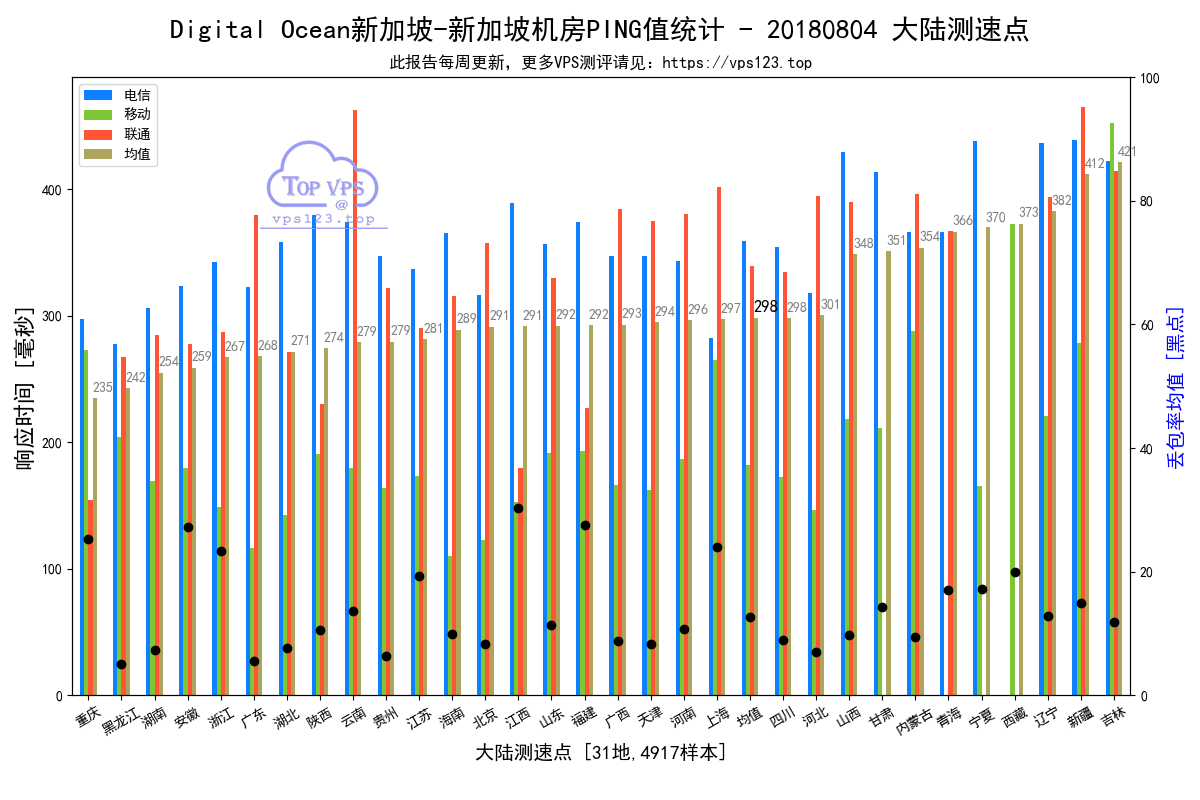 Digital Ocean新加坡-新加坡机房PING值统计 - 20180804 大陆测速点
此报告每周更新，更多VPS测评请见：https://vps123.top
电信
移动
联通
均值
TOP VPS
@
vps123.top
响应时间 [毫秒]
400
300
200
100
0
235
242
254
259
267
268
271
274
279
279
281
289
291
291
292
292
293
294
296
297
298
298
301
348
351
354
366
370
373
382
412
421
100
80
60
40
20
0
丢包率均值 [黑点]
重庆
黑龙江
湖南
安徽
浙江
广东
湖北
陕西
云南
贵州
江苏
海南
北京
江西
山东
福建
广西
天津
河南
上海
均值
四川
河北
山西
甘肃
内蒙古
青海
宁夏
西藏
辽宁
新疆
吉林
大陆测速点 [31地,4917样本]